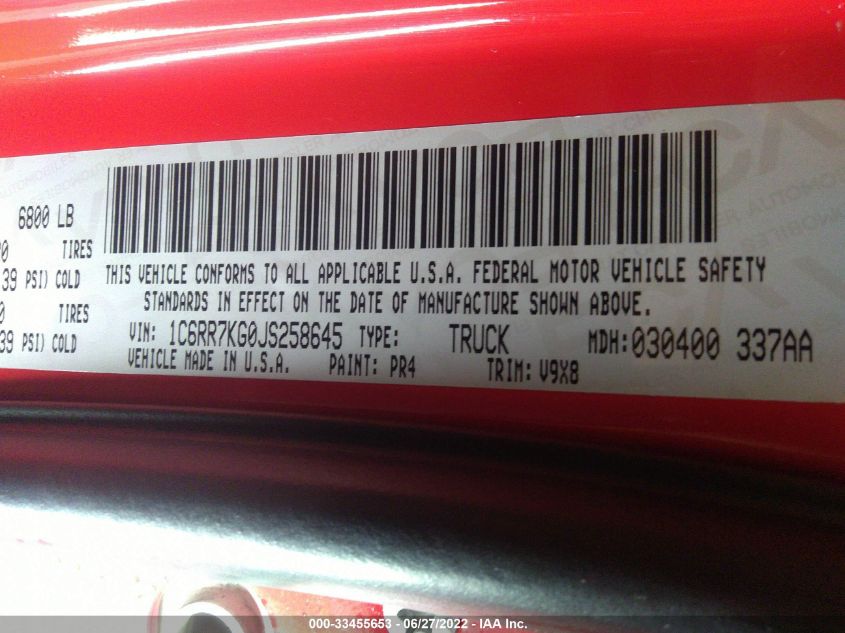 6800 LB
0 TIRES
39 PSI) COLD
0 TIRES
39 PSI) COLD
THIS VEHICLE CONFORMS TO ALL APPLICABLE U.S.A. FEDERAL MOTOR VEHICLE SAFETY
STANDARDS IN EFFECT ON THE DATE OF MANUFACTURE SHOWN ABOVE.
VIN: 1C6RR7KG0JS258645 TYPE: TRUCK MDH: 030400 337AA
VEHICLE MADE IN U.S.A. PAINT: PR4 TRIM: V9X8
000-33455653 - 06/27/2022 - IAA Inc.